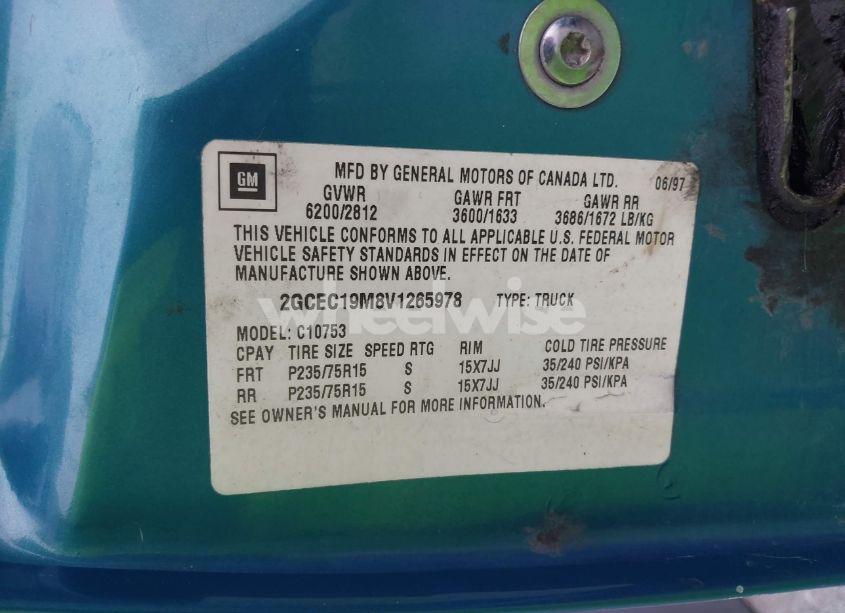 GM
MFD BY GENERAL MOTORS OF CANADA LTD. 06/97
GVWR GAWR FRT GAWR RR
6200/2812 3600/1633 3686/1672 LB/KG
THIS VEHICLE CONFORMS TO ALL APPLICABLE U.S. FEDERAL MOTOR
VEHICLE SAFETY STANDARDS IN EFFECT ON THE DATE OF
MANUFACTURE SHOWN ABOVE.
2GCEC19M8V1265978 TYPE: TRUCK
wheelwise
MODEL: C10753
CPAY TIRE SIZE SPEED RTG RIM COLD TIRE PRESSURE
FRT P235/75R15 S 15X7JJ 35/240 PSI/KPA
RR P235/75R15 S 15X7JJ 35/240 PSI/KPA
SEE OWNER'S MANUAL FOR MORE INFORMATION.